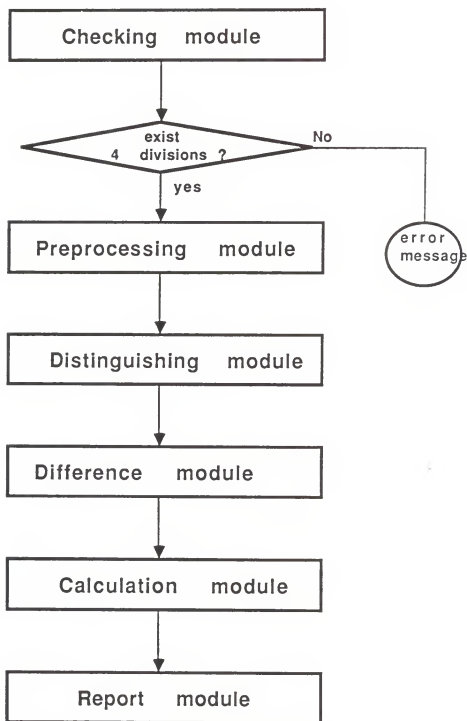 Checking module
exist
4 divisions ?
No
yes
error
message
Preprocessing module
Distinguishing module
Difference module
Calculation module
Report module